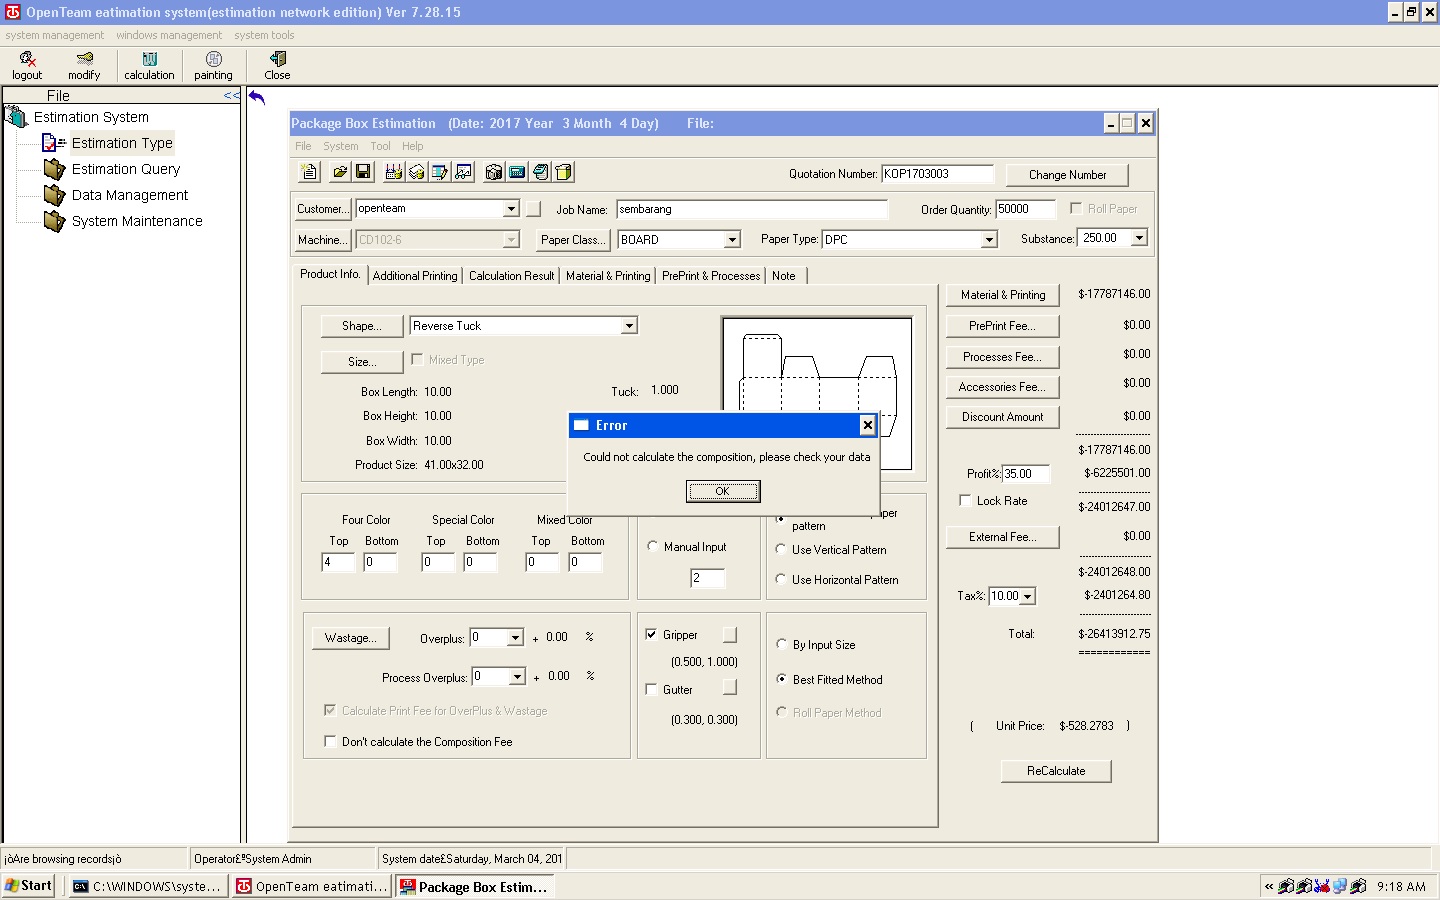 OpenTeam eatimation system(estimation network edition) Ver 7.28.15
system management windows management system tools
logout modify calculation painting Close
File <<
Estimation System
Estimation Type
Estimation Query
Data Management
System Maintenance
Package Box Estimation (Date: 2017 Year 3 Month 4 Day) File:
File System Tool Help
Quotation Number: KOP1703003 Change Number
Customer... openteam Job Name: sembarang Order Quantity: 50000 Roll Paper
Machine... CD102-6 Paper Class... BOARD Paper Type: DPC Substance: 250.00
Product Info. Additional Printing Calculation Result Material & Printing PrePrint & Processes Note
Shape... Reverse Tuck
Size... Mixed Type
Box Length: 10.00 Tuck: 1.000
Box Height: 10.00
Box Width: 10.00
Product Size: 41.00x32.00
Error
Could not calculate the composition, please check your data
OK
Four Color Special Color Mixed Color
Top Bottom Top Bottom Top Bottom
4 0 0 0 0 0
Manual Input
2
pattern
Use Vertical Pattern
Use Horizontal Pattern
Wastage... Overplus: 0 + 0.00 %
Process Overplus: 0 + 0.00 %
Calculate Print Fee for OverPlus & Wastage
Don't calculate the Composition Fee
Gripper
(0.500, 1.000)
Gutter
(0.300, 0.300)
By Input Size
Best Fitted Method
Roll Paper Method
Material & Printing $-17787146.00
PrePrint Fee... $0.00
Processes Fee... $0.00
Accessories Fee... $0.00
Discount Amount $0.00
$-17787146.00
Profit%: 35.00 $-6225501.00
Lock Rate
$-24012647.00
External Fee... $0.00
$-24012648.00
Tax%: 10.00 $-2401264.80
Total: $-26413912.75
============
( Unit Price: $-528.2783 )
ReCalculate
¡òAre browsing records¡ò Operator£ºSystem Admin System date£Saturday, March 04, 201
Start C:\WINDOWS\syste... OpenTeam eatimati... Package Box Estim... « 9:18 AM